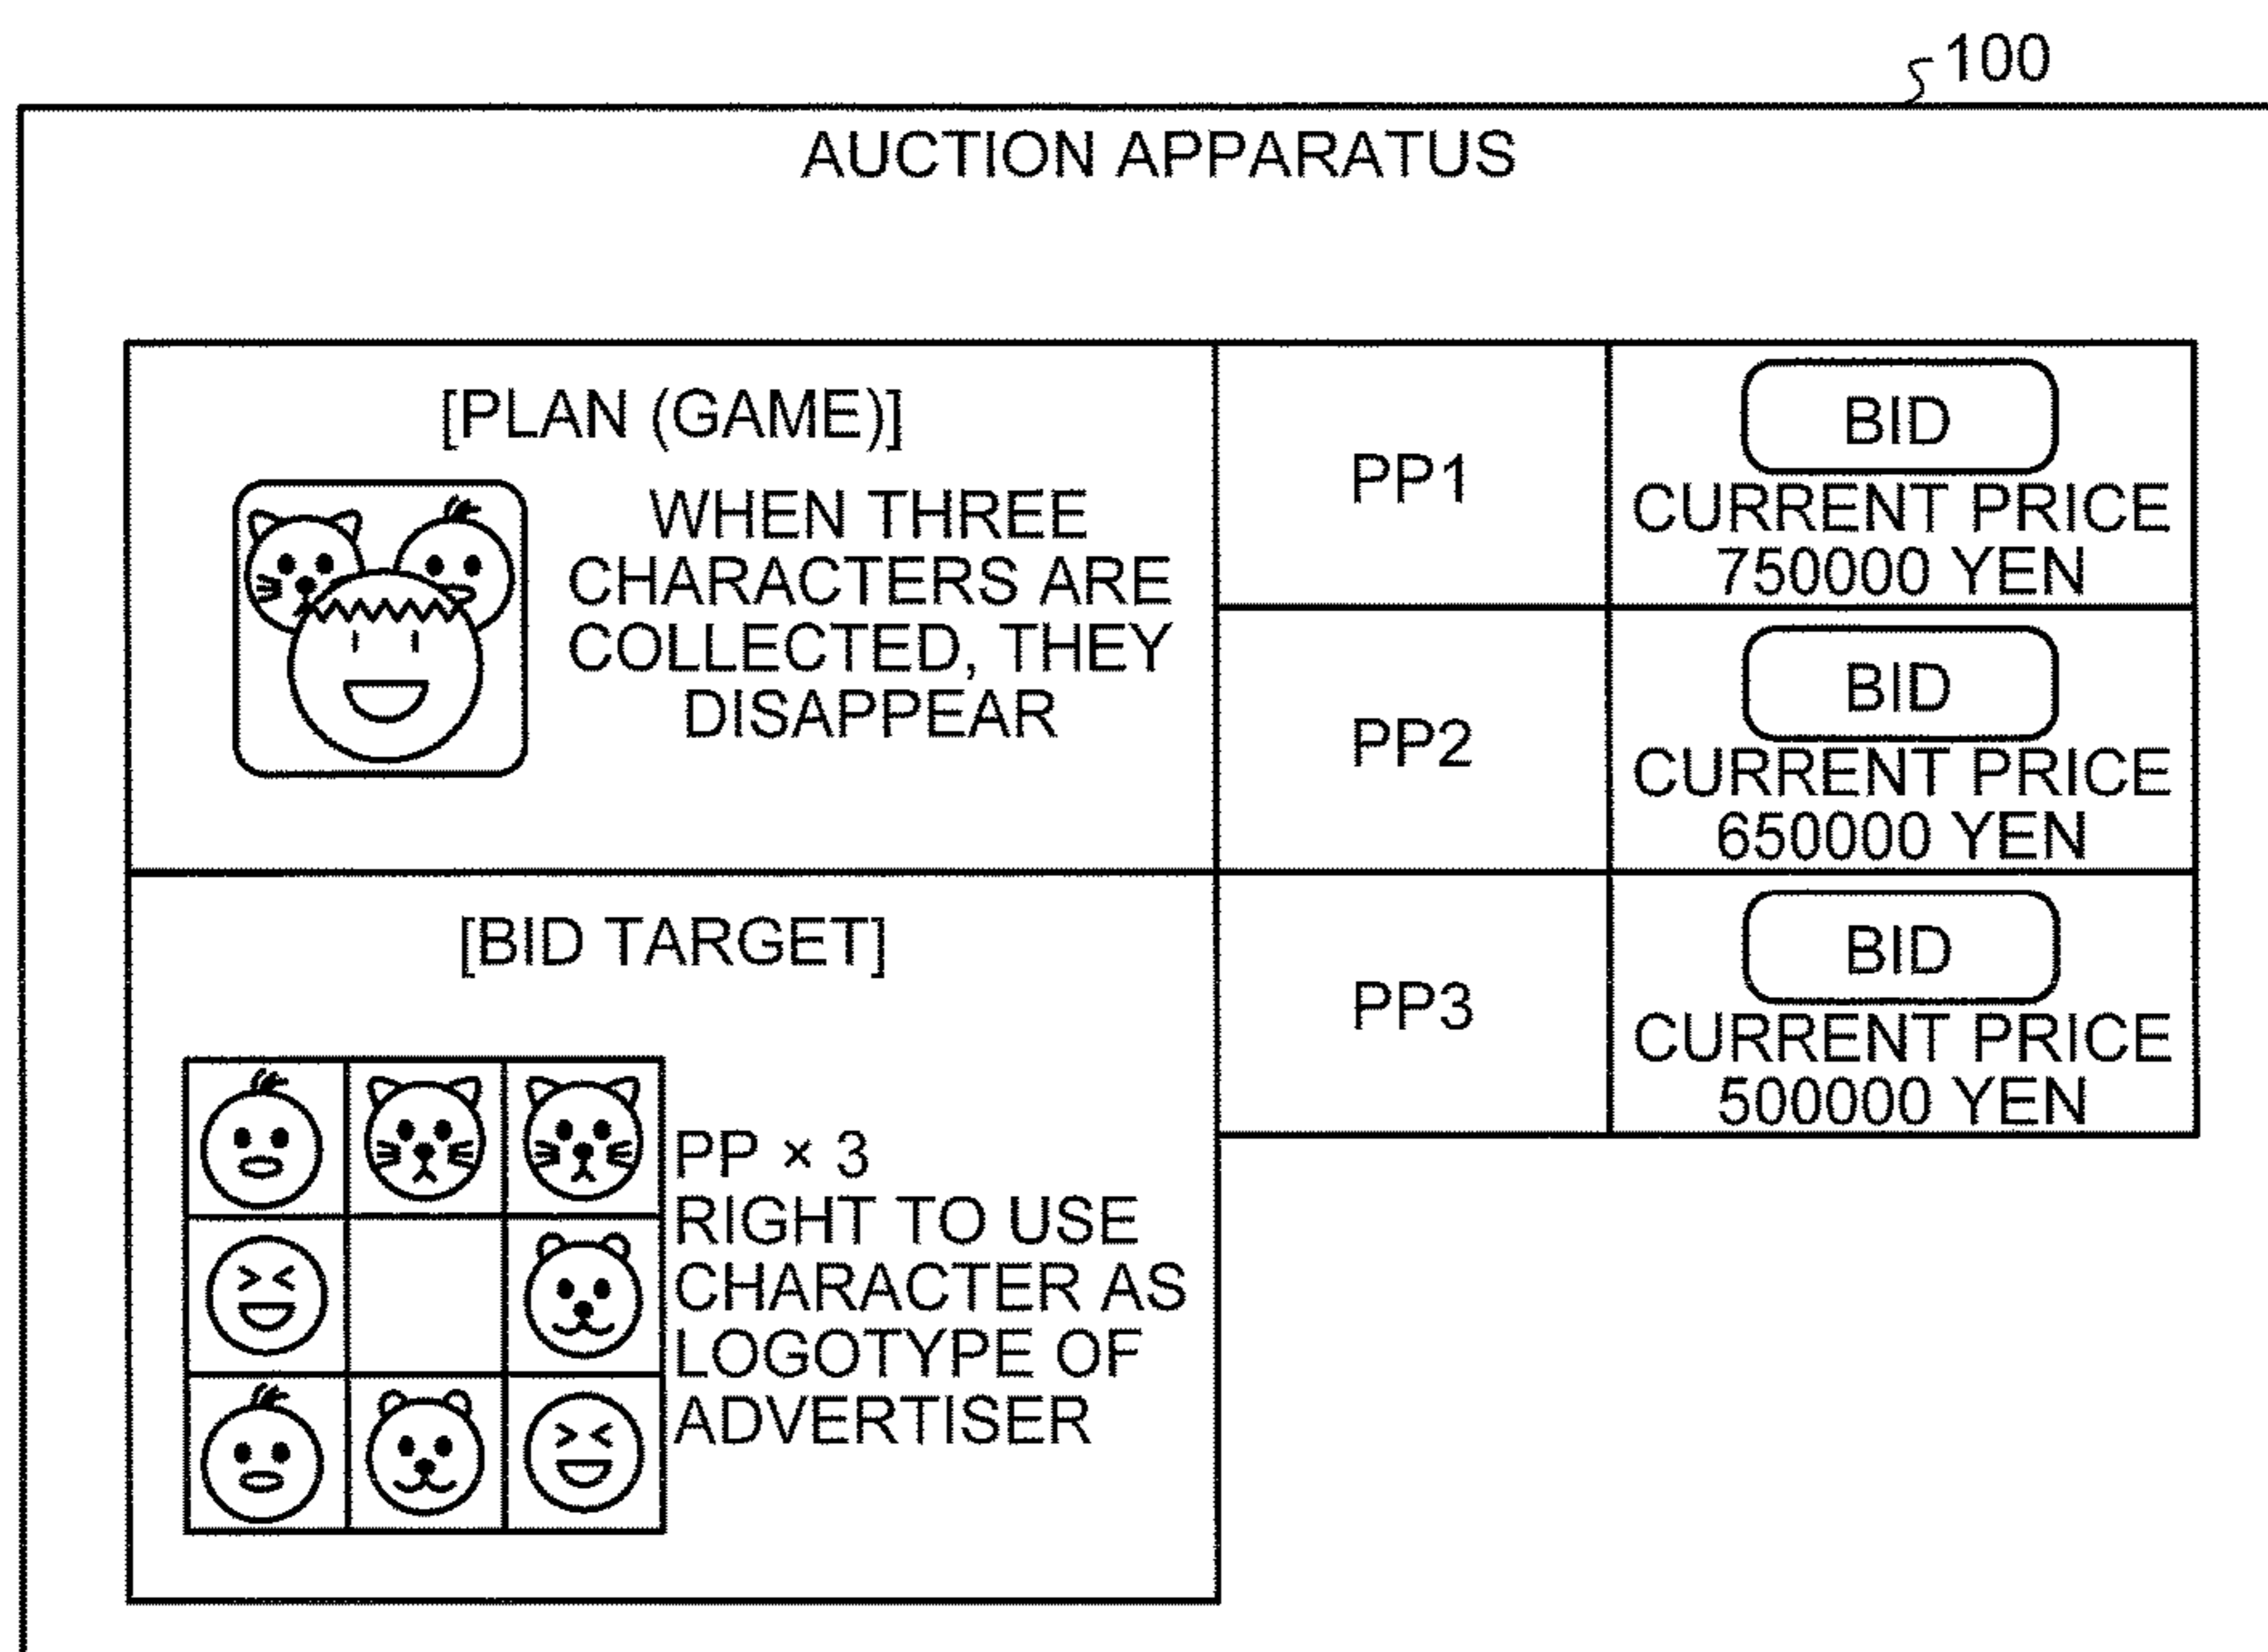 100
AUCTION APPARATUS
[PLAN (GAME)]
WHEN THREE
CHARACTERS ARE
COLLECTED, THEY
DISAPPEAR
PP1
BID
CURRENT PRICE
750000 YEN
PP2
BID
CURRENT PRICE
650000 YEN
[BID TARGET]
PP × 3
RIGHT TO USE
CHARACTER AS
LOGOTYPE OF
ADVERTISER
PP3
BID
CURRENT PRICE
500000 YEN